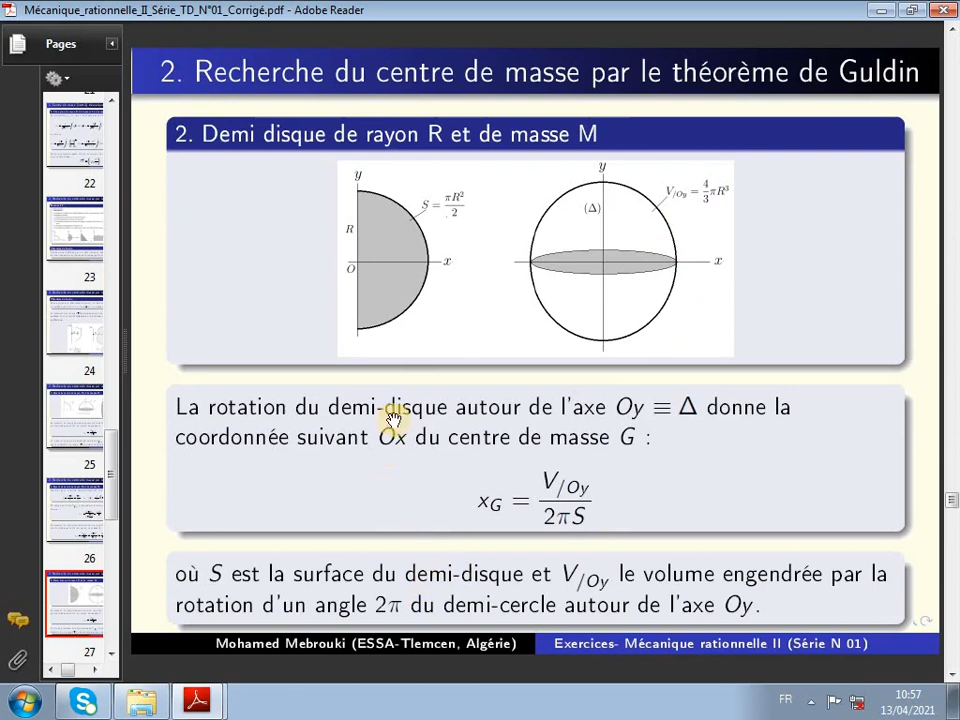 Mécanique_rationnelle_II_Série_TD_N°01_Corrigé.pdf - Adobe Reader
Pages
22
23
24
25
26
27
2. Recherche du centre de masse par le théorème de Guldin
2. Demi disque de rayon R et de masse M
y
S = πR²/2
R
O
x
y
V/Oy = 4/3 πR³
(Δ)
x
La rotation du demi-disque autour de l'axe Oy ≡ Δ donne la
coordonnée suivant Ox du centre de masse G :
x_G = V/Oy / 2πS
où S est la surface du demi-disque et V/Oy le volume engendrée par la
rotation d'un angle 2π du demi-cercle autour de l'axe Oy.
Mohamed Mebrouki (ESSA-Tlemcen, Algérie)
Exercices- Mécanique rationnelle II (Série N 01)
FR
10:57
13/04/2021